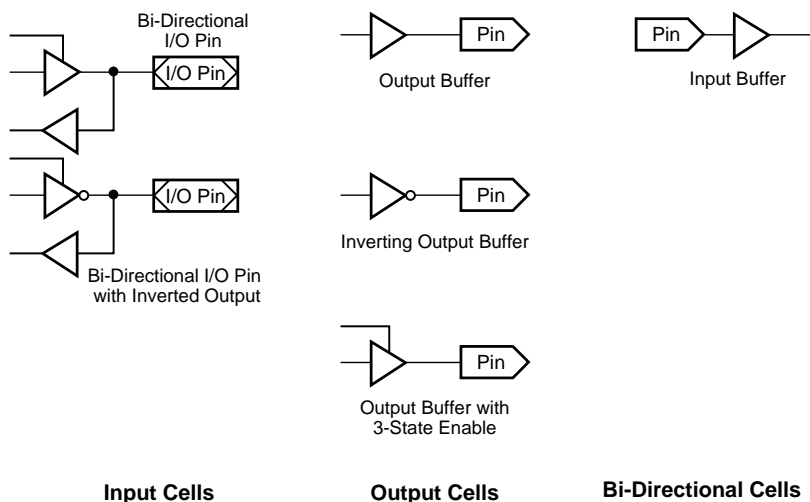 Bi-Directional
I/O Pin
I/O Pin
I/O Pin
Bi-Directional I/O Pin
with Inverted Output
Pin
Output Buffer
Pin
Inverting Output Buffer
Pin
Output Buffer with
3-State Enable
Pin
Input Buffer
Input Cells
Output Cells
Bi-Directional Cells